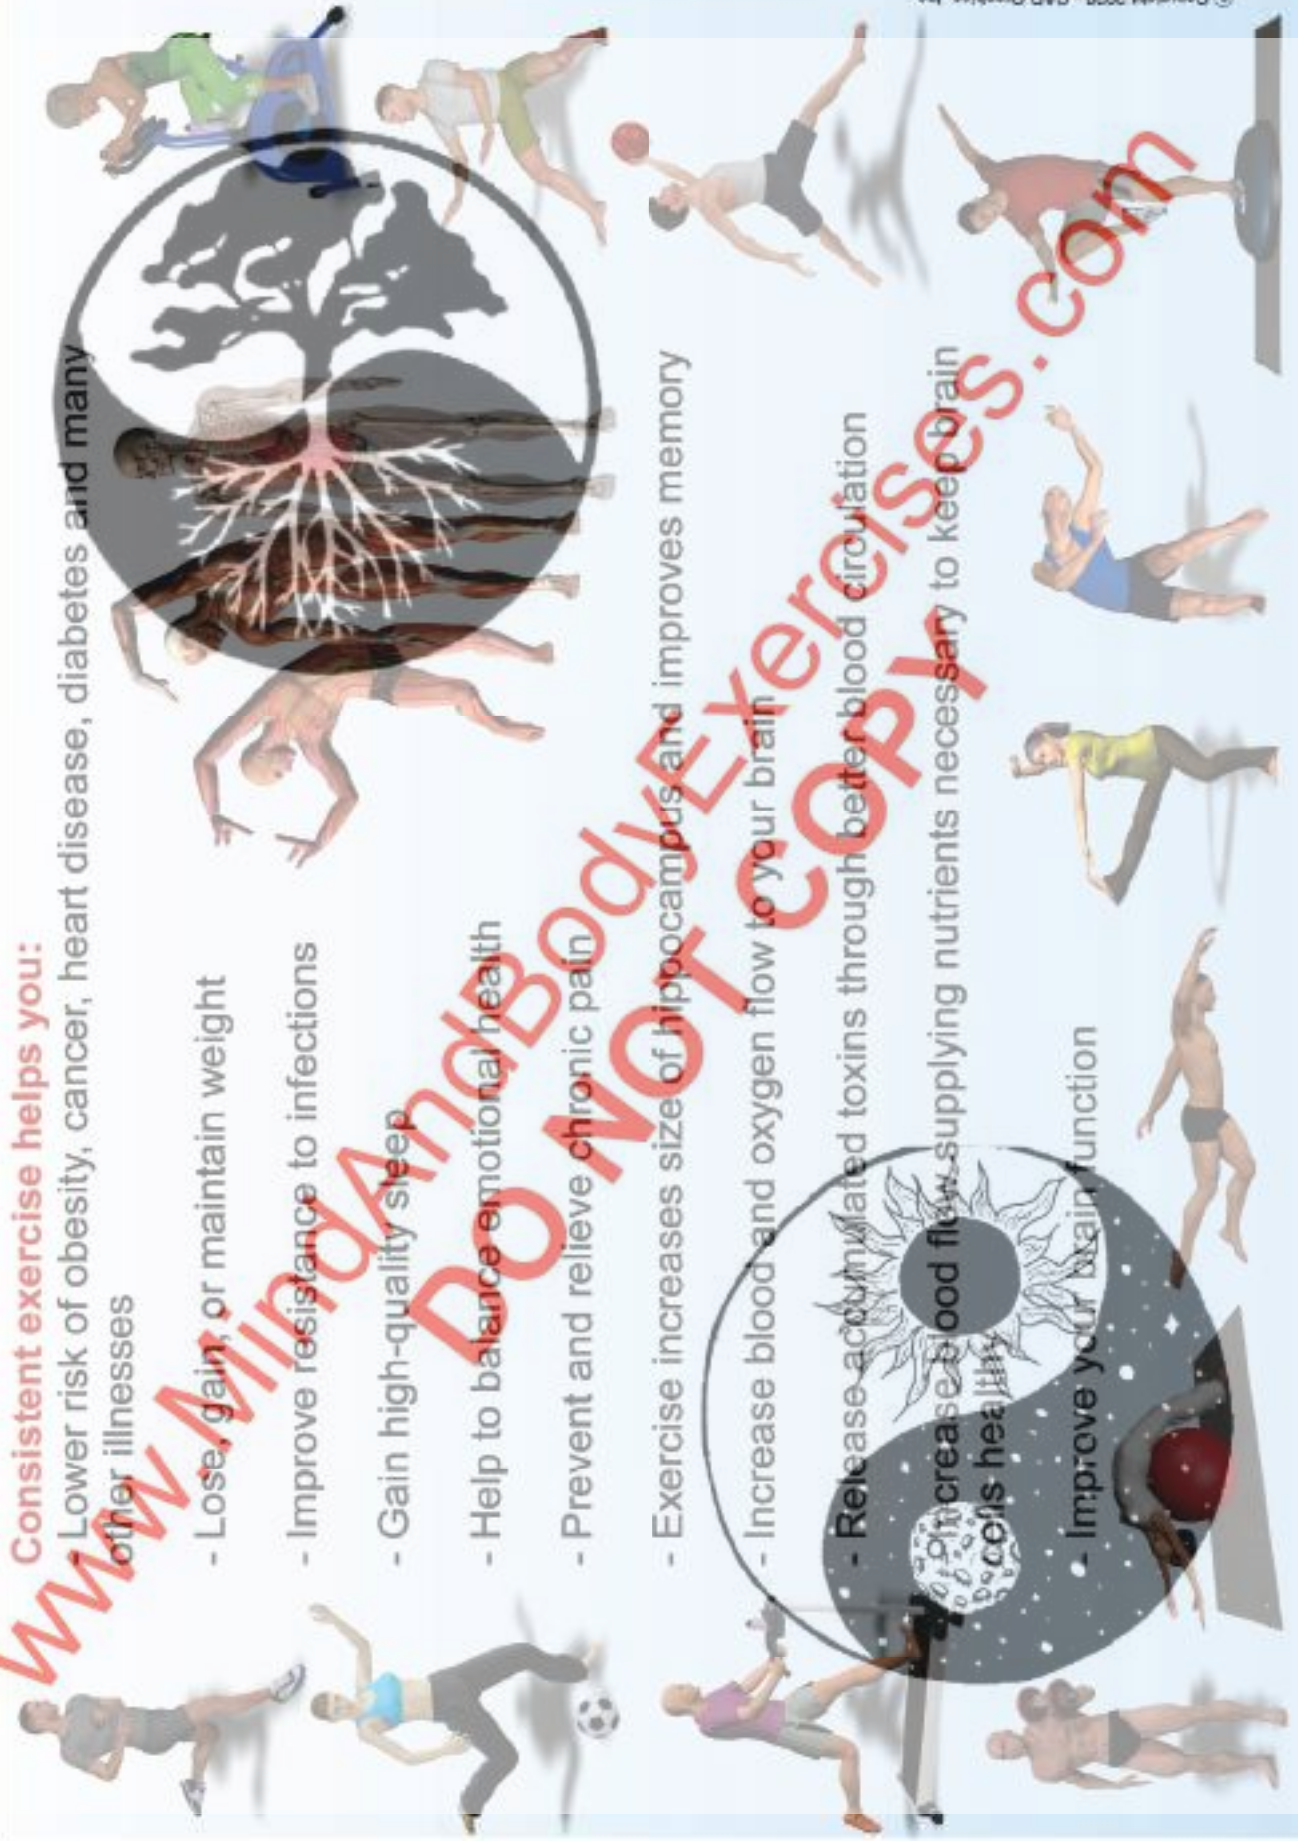 Consistent exercise helps you:
- Lower risk of obesity, cancer, heart disease, diabetes and many
other illnesses
- Lose, gain, or maintain weight
- Improve resistance to infections
- Gain high-quality sleep
- Help to balance emotional health
- Prevent and relieve chronic pain
- Exercise increases size of hippocampus and improves memory
- Increase blood and oxygen flow to your brain
- Release accumulated toxins through better blood circulation
- Increase blood flow supplying nutrients necessary to keep brain
cells healthy
- Improve your brain function
www.MindAndBodyExercises.com
DO NOT COPY